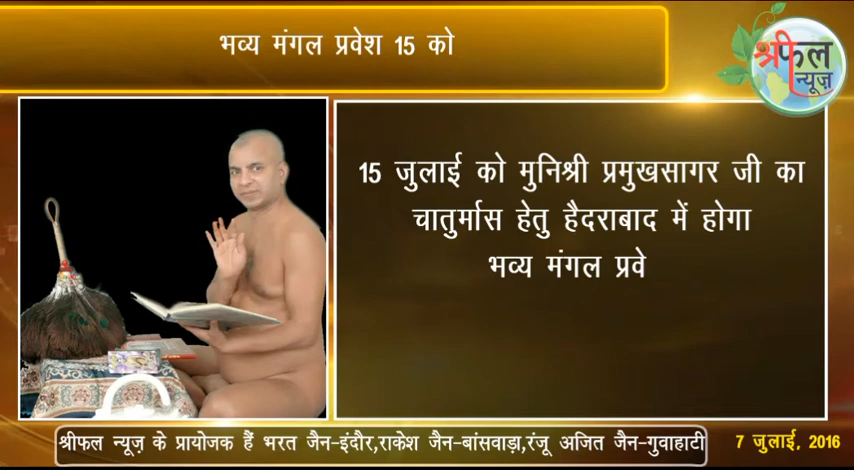 भव्य मंगल प्रवेश 15 को
श्रीफल
न्यूज़
15 जुलाई को मुनिश्री प्रमुखसागर जी का
चातुर्मास हेतु हैदराबाद में होगा
भव्य मंगल प्रवे
श्रीफल न्यूज़ के प्रायोजक हैं भरत जैन-इंदौर,राकेश जैन-बांसवाड़ा,रंजू अजित जैन-गुवाहाटी
7 जुलाई, 2016